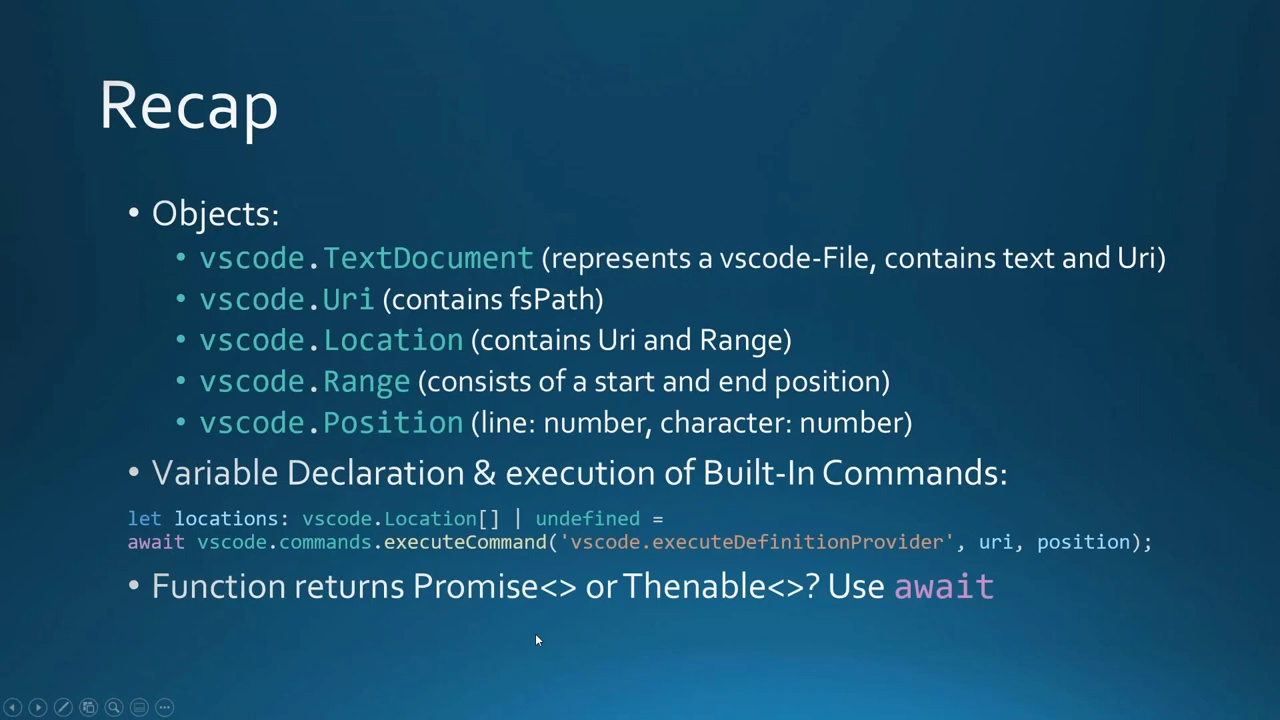 Recap
• Objects:
• vscode.TextDocument (represents a vscode-File, contains text and Uri)
• vscode.Uri (contains fsPath)
• vscode.Location (contains Uri and Range)
• vscode.Range (consists of a start and end position)
• vscode.Position (line: number, character: number)
• Variable Declaration & execution of Built-In Commands:
let locations: vscode.Location[] | undefined =
await vscode.commands.executeCommand('vscode.executeDefinitionProvider', uri, position);
• Function returns Promise<> or Thenable<>? Use await